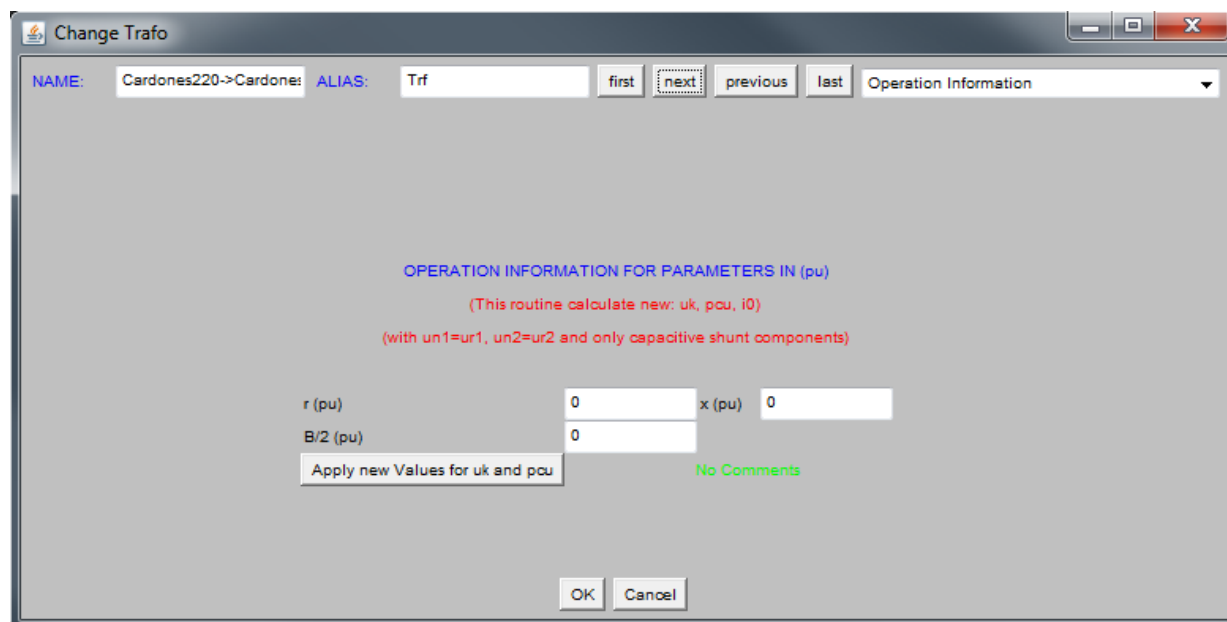 Change Trafo
NAME: Cardones220->Cardones ALIAS: Trf first next previous last Operation Information
OPERATION INFORMATION FOR PARAMETERS IN (pu)
(This routine calculate new: uk, pcu, i0)
(with un1=ur1, un2=ur2 and only capacitive shunt components)
r (pu) 0 x (pu) 0
B/2 (pu) 0
Apply new Values for uk and pcu No Comments
OK Cancel